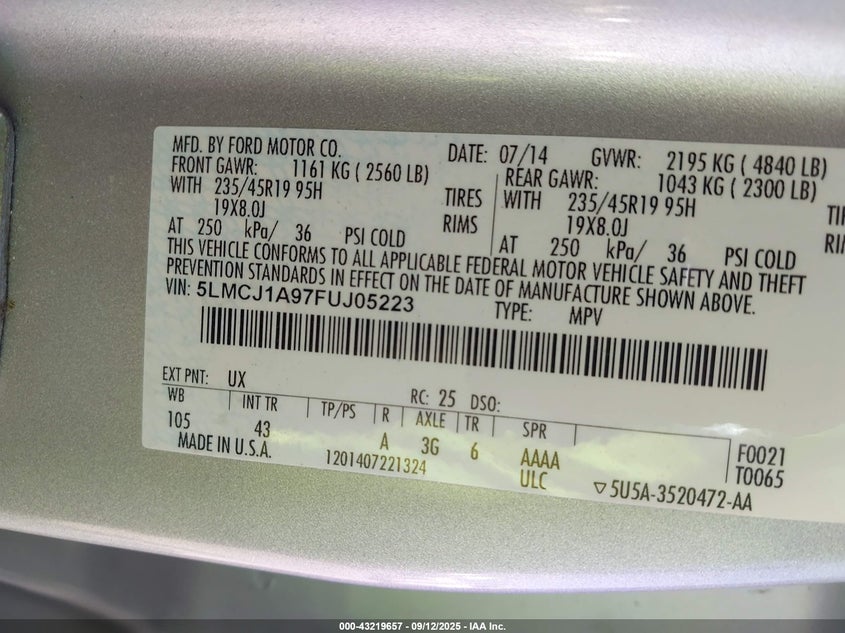 MFD. BY FORD MOTOR CO. DATE: 07/14 GVWR: 2195 KG ( 4840 LB)
FRONT GAWR: 1161 KG ( 2560 LB) REAR GAWR: 1043 KG ( 2300 LB)
WITH 235/45R19 95H TIRES WITH 235/45R19 95H TIR
19X8.0J RIMS 19X8.0J RI
AT 250 kPa/ 36 PSI COLD AT 250 kPa/ 36 PSI COLD
THIS VEHICLE CONFORMS TO ALL APPLICABLE FEDERAL MOTOR VEHICLE SAFETY AND THEFT
PREVENTION STANDARDS IN EFFECT ON THE DATE OF MANUFACTURE SHOWN ABOVE.
VIN: 5LMCJ1A97FUJ05223 TYPE: MPV
EXT PNT: UX RC: 25 DSO:
WB INT TR TP/PS R AXLE TR SPR
105 43 A 3G 6 AAAA F0021
MADE IN U.S.A. 1201407221324 ULC T0065
▽5U5A-3520472-AA
000-43219657 - 09/12/2025 - IAA Inc.